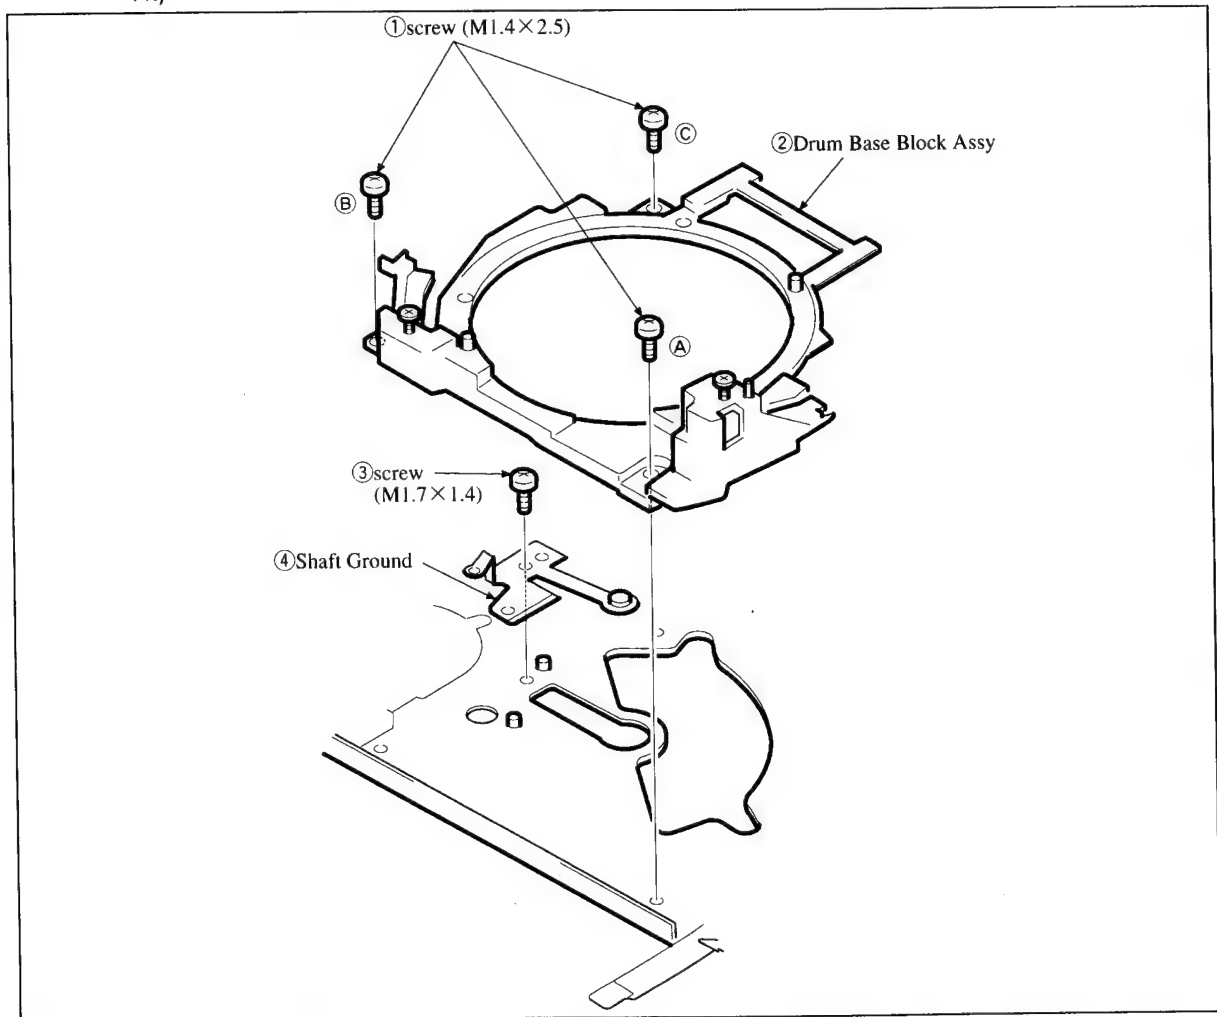 ①screw (M1.4×2.5)
Ⓒ
②Drum Base Block Assy
Ⓑ
Ⓐ
③screw
(M1.7×1.4)
④Shaft Ground